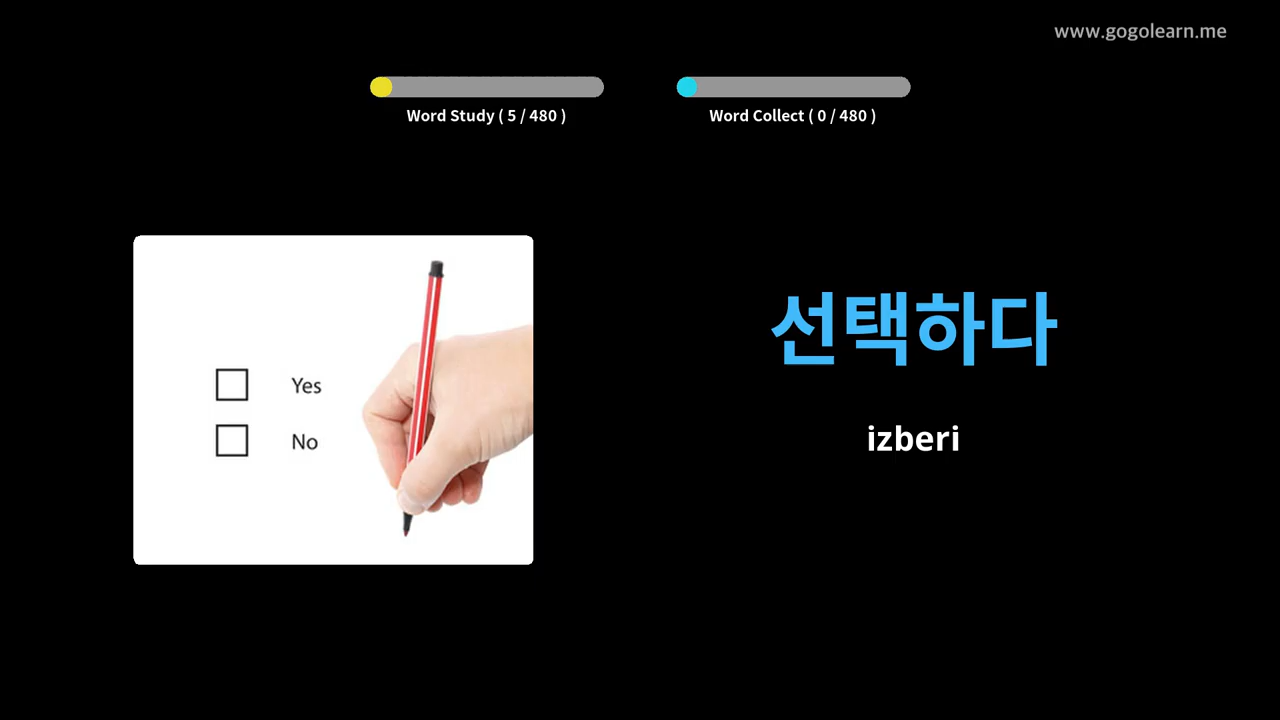 www.gogolearn.me
Word Study ( 5 / 480 )
Word Collect ( 0 / 480 )
Yes
No
선택하다
izberi